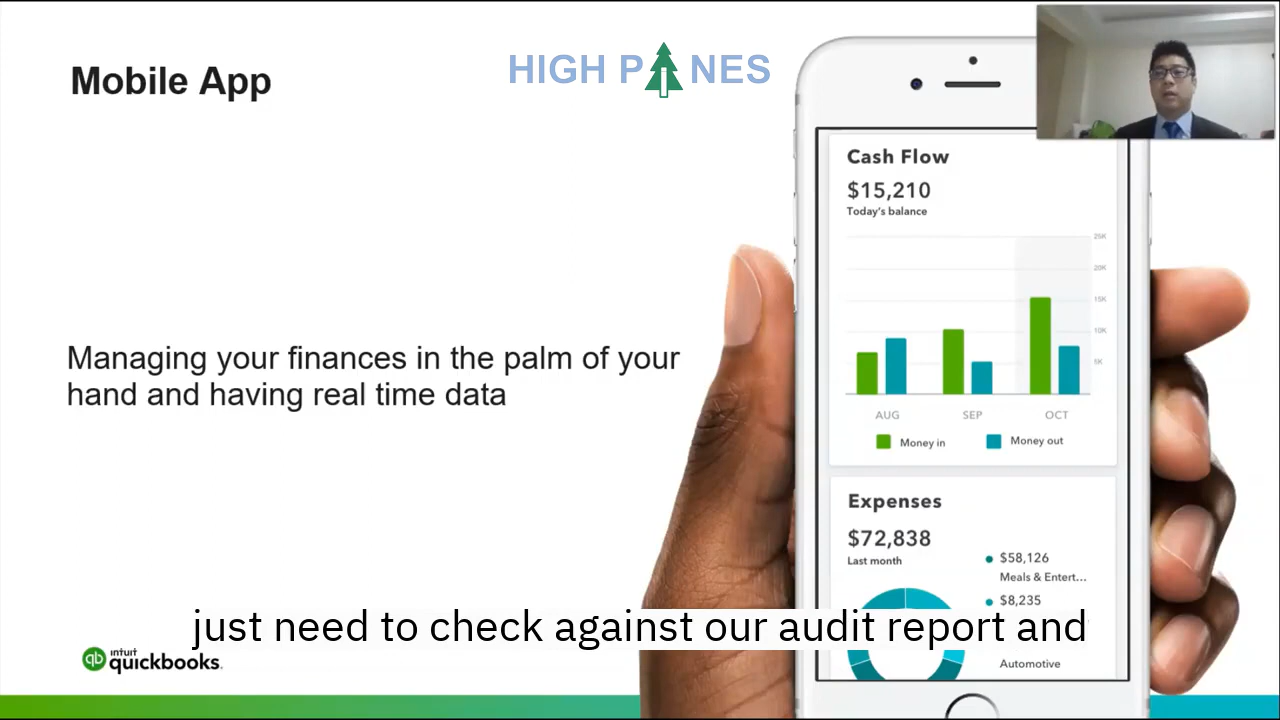 Mobile App
HIGH PINES
Managing your finances in the palm of your
hand and having real time data
Cash Flow
$15,210
Today's balance
25K
20K
15K
10K
5K
AUG SEP OCT
Money in Money out
Expenses
$72,838
Last month
$58,126
Meals & Entert...
$8,235
Automotive
just need to check against our audit report and
intuit
qb quickbooks.